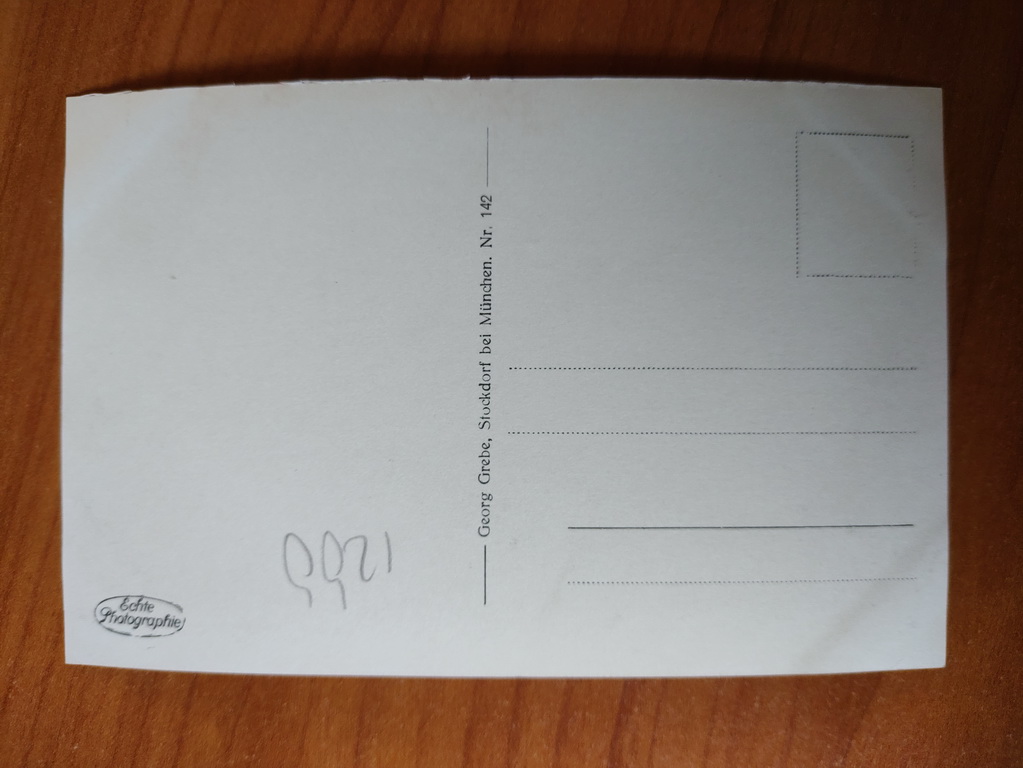 Georg Grebe, Stockdorf bei München. Nr. 142
Echte
Photographie